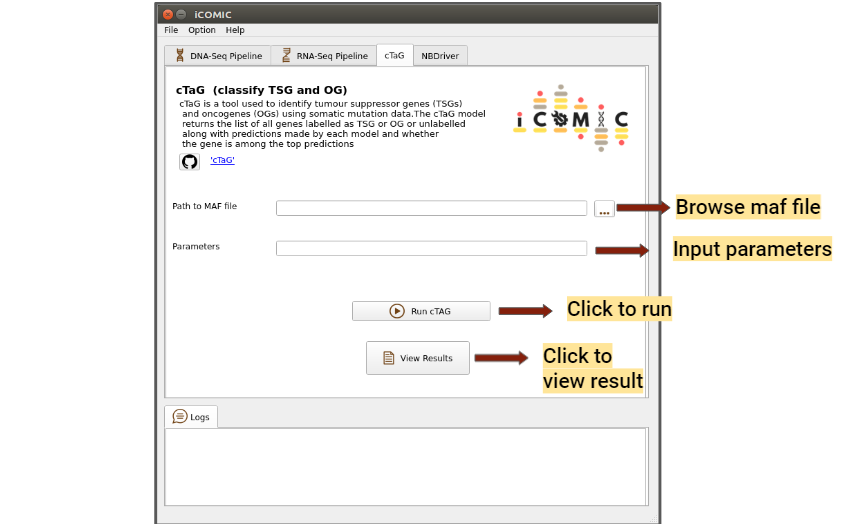 iCOMIC
File Option Help
DNA-Seq Pipeline RNA-Seq Pipeline cTaG NBDriver
cTaG (classify TSG and OG)
cTaG is a tool used to identify tumour suppressor genes (TSGs)
and oncogenes (OGs) using somatic mutation data.The cTaG model
returns the list of all genes labelled as TSG or OG or unlabelled
along with predictions made by each model and whether
the gene is among the top predictions
'cTaG'
iCOMIC
Path to MAF file
...
Browse maf file
Parameters
Input parameters
Run cTAG
Click to run
View Results
Click to
view result
Logs